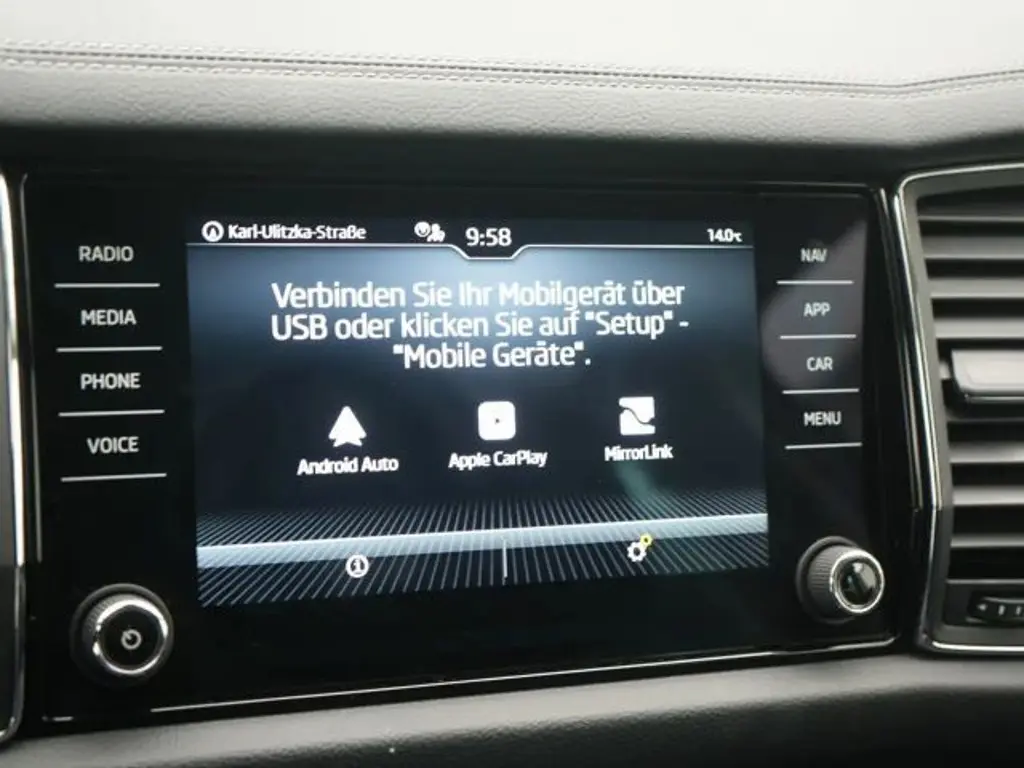 Karl-Ulitzka-Straße
9:58
14.0°C
RADIO
MEDIA
PHONE
VOICE
Verbinden Sie Ihr Mobilgerät über
USB oder klicken Sie auf "Setup" -
"Mobile Geräte".
Android Auto
Apple CarPlay
MirrorLink
NAV
APP
CAR
MENU